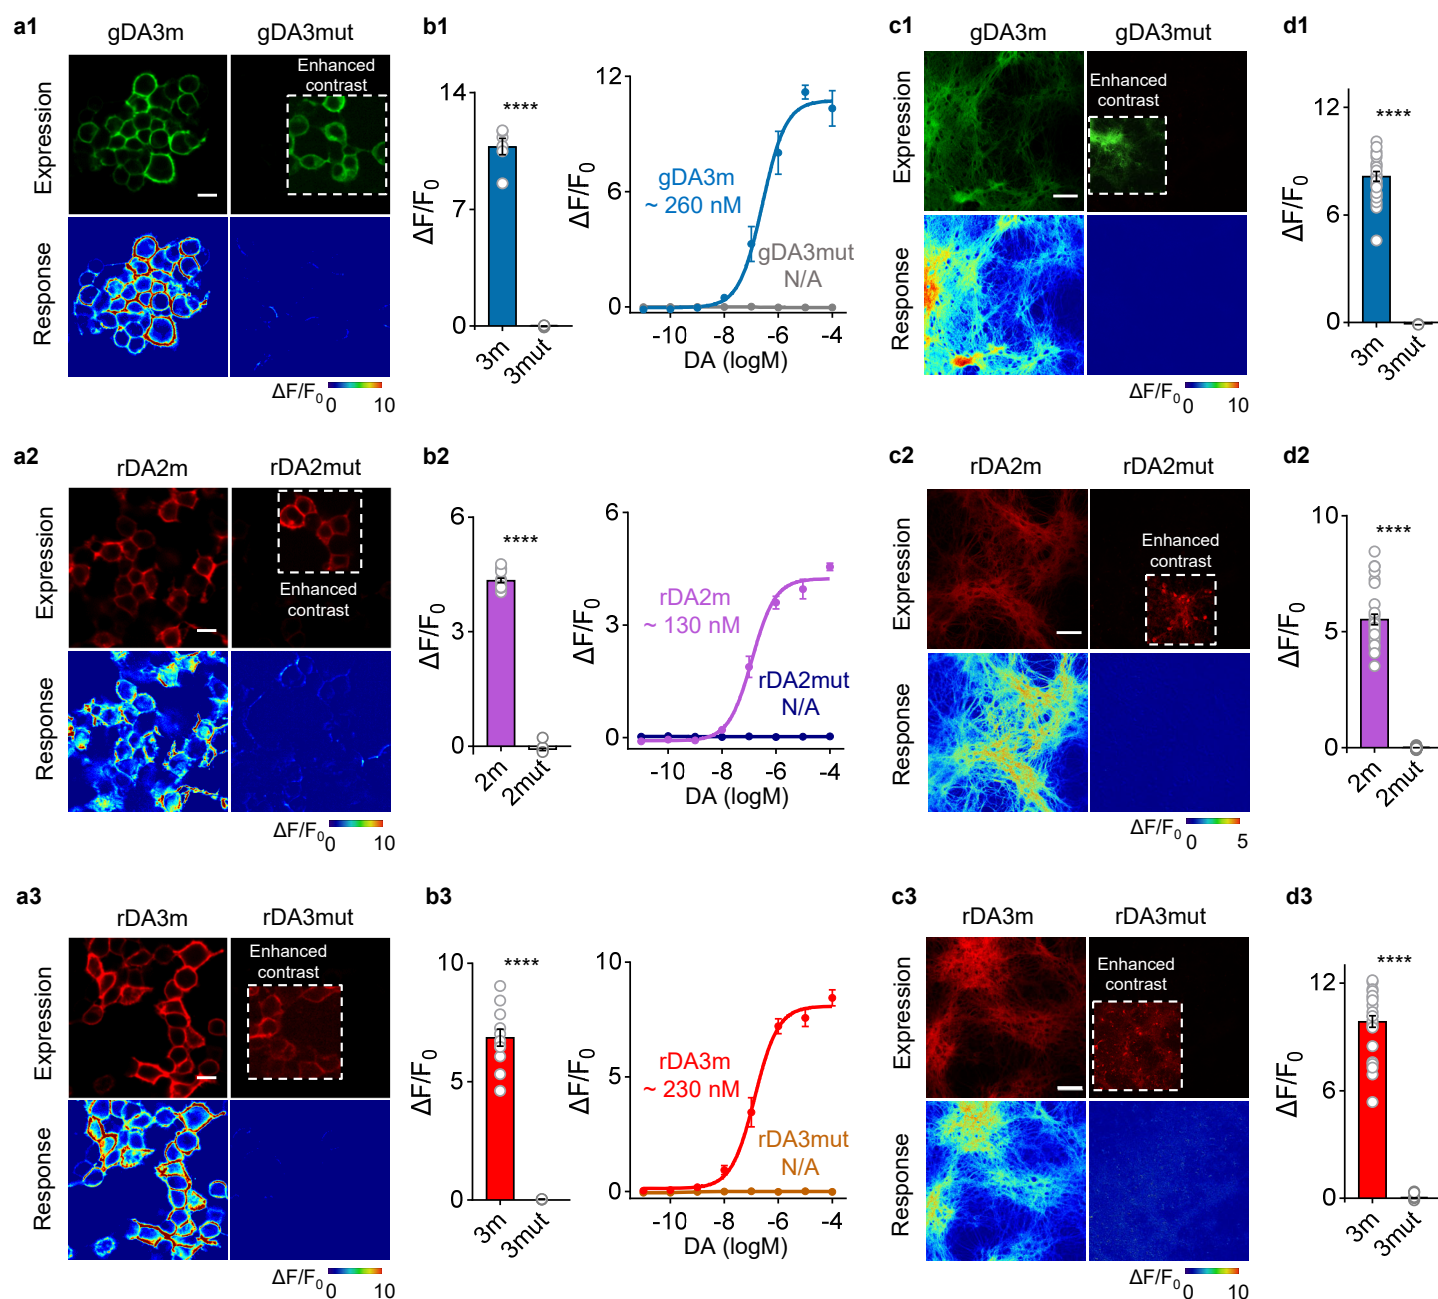 a1
gDA3m gDA3mut
Expression
Enhanced
contrast
Response
ΔF/F0
0 10
b1
ΔF/F0
14
7
0
****
3m
3mut
ΔF/F0
12
6
0
gDA3m
~ 260 nM
gDA3mut
N/A
-10 -8 -6 -4
DA (logM)
c1
gDA3m gDA3mut
Expression
Enhanced
contrast
Response
ΔF/F0
0 10
d1
ΔF/F0
12
6
0
****
3m
3mut
a2
rDA2m rDA2mut
Expression
Enhanced
contrast
Response
ΔF/F0
0 10
b2
ΔF/F0
6
3
0
****
2m
2mut
ΔF/F0
6
3
0
rDA2m
~ 130 nM
rDA2mut
N/A
-10 -8 -6 -4
DA (logM)
c2
rDA2m rDA2mut
Expression
Enhanced
contrast
Response
ΔF/F0
0 5
d2
ΔF/F0
10
5
0
****
2m
2mut
a3
rDA3m rDA3mut
Expression
Enhanced
contrast
Response
ΔF/F0
0 10
b3
ΔF/F0
10
5
0
****
3m
3mut
ΔF/F0
10
5
0
rDA3m
~ 230 nM
rDA3mut
N/A
-10 -8 -6 -4
DA (logM)
c3
rDA3m rDA3mut
Expression
Enhanced
contrast
Response
ΔF/F0
0 10
d3
ΔF/F0
12
6
0
****
3m
3mut